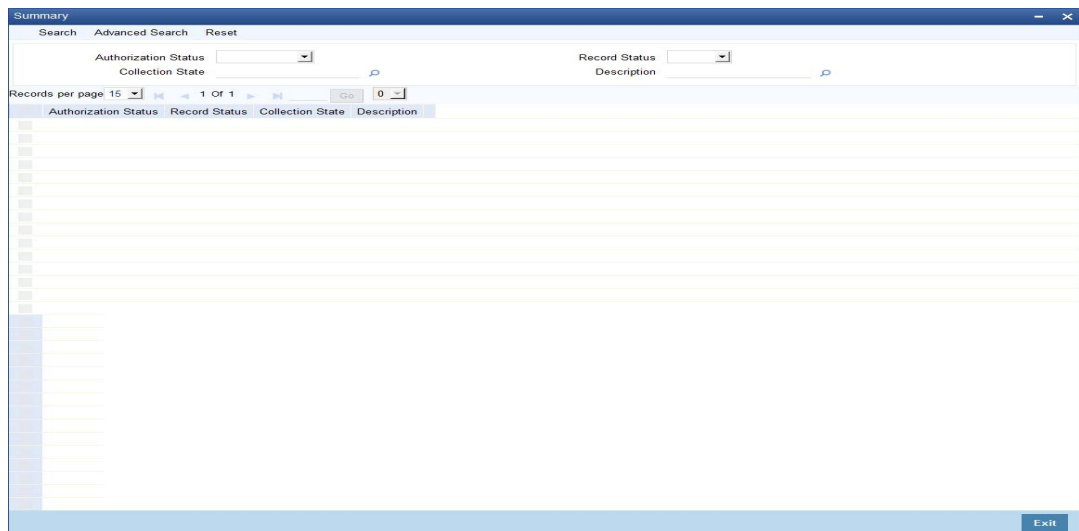 Summary
Search Advanced Search Reset
Authorization Status Record Status
Collection State Description
Records per page 15 1 Of 1 Go 0
Authorization Status Record Status Collection State Description
Exit